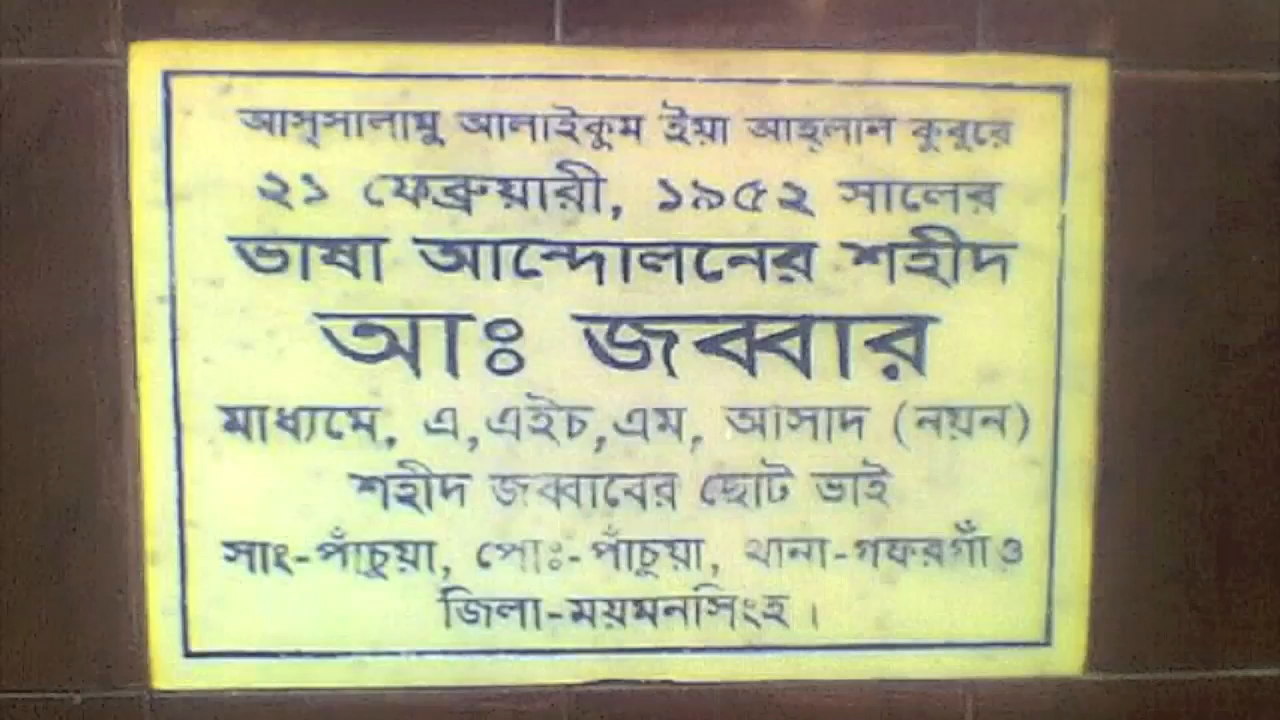 আস্‌সালামু আলাইকুম ইয়া আহ্‌লাল কুবুরে
২১ ফেব্রুয়ারী, ১৯৫২ সালের
ভাষা আন্দোলনের শহীদ
আঃ জব্বার
মাধ্যমে, এ,এইচ,এম, আসাদ (নয়ন)
শহীদ জব্বাবের ছোট ভাই
সাং-পাঁচুয়া, পোঃ-পাঁচুয়া, থানা-গফরগাঁও
জিলা-ময়মনসিংহ।